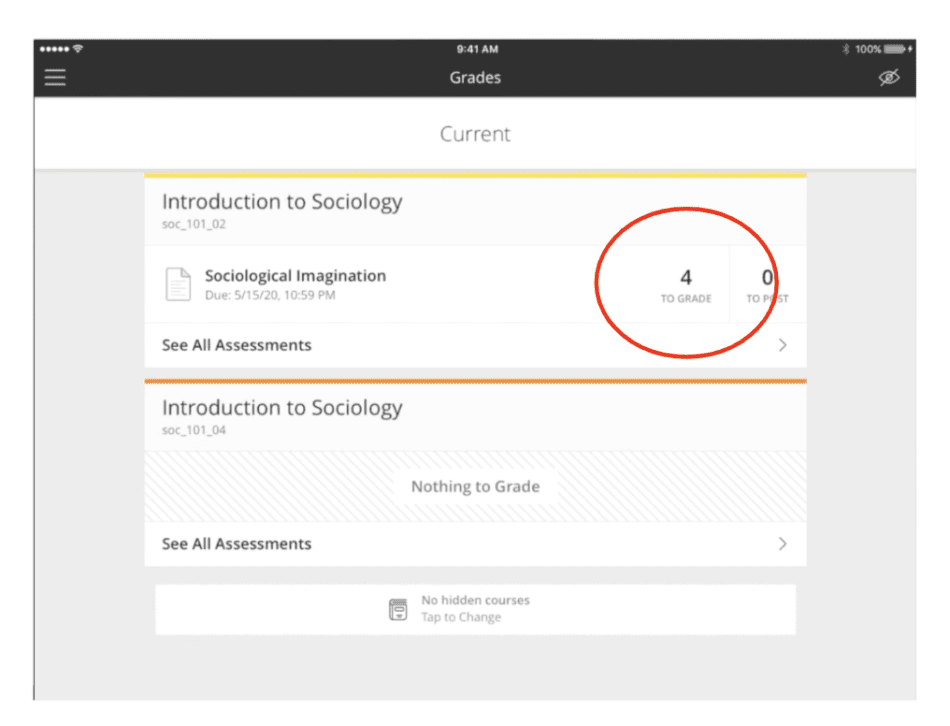 9:41 AM
100%
Grades
Current
Introduction to Sociology
soc_101_02
Sociological Imagination
Due: 5/15/20, 10:59 PM
4
TO GRADE
0
TO POST
See All Assessments
Introduction to Sociology
soc_101_04
Nothing to Grade
See All Assessments
No hidden courses
Tap to Change